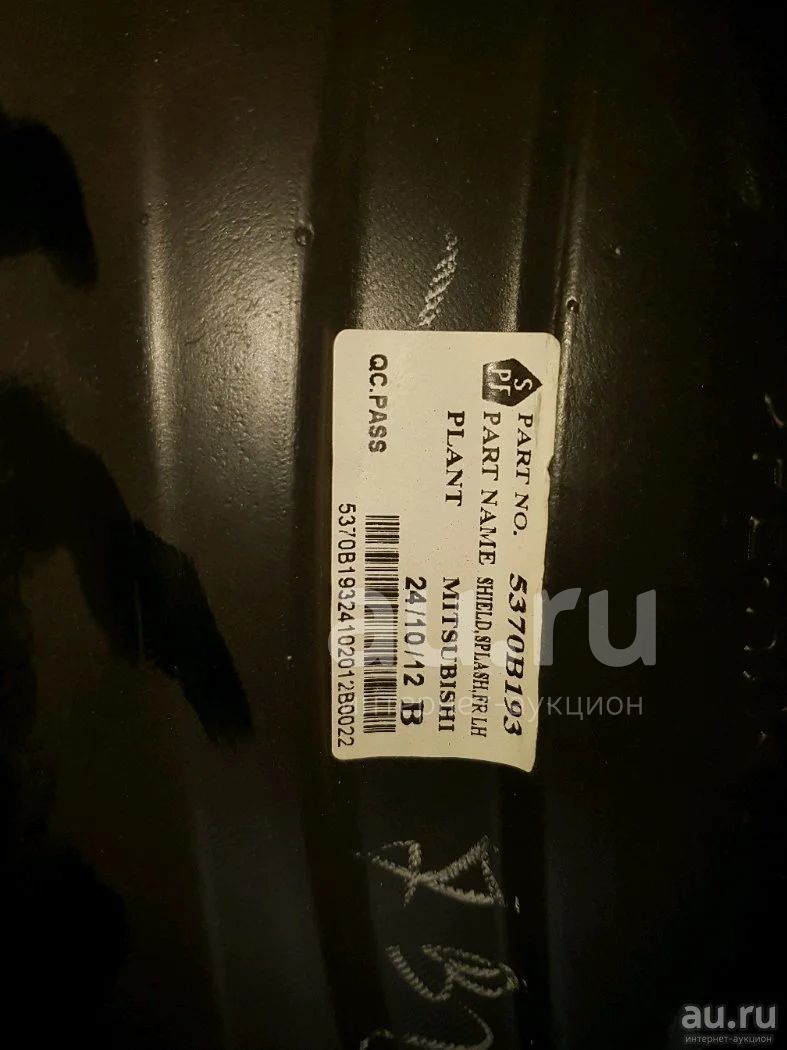 SPF
PART NO. 5370B193
PART NAME SHIELD,SPLASH,FR LH
PLANT MITSUBISHI
24/10/12 B
QC.PASS
5370B19324102012B0022
au.ru
интернет-аукцион
au.ru
интернет-аукцион